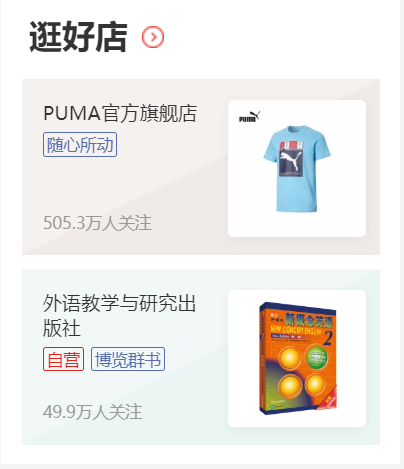 逛好店
PUMA官方旗舰店
随心所动
505.3万人关注
PUMA
外语教学与研究出
版社
自营 博览群书
49.9万人关注
新概念英语
NEW CONCEPT ENGLISH
2